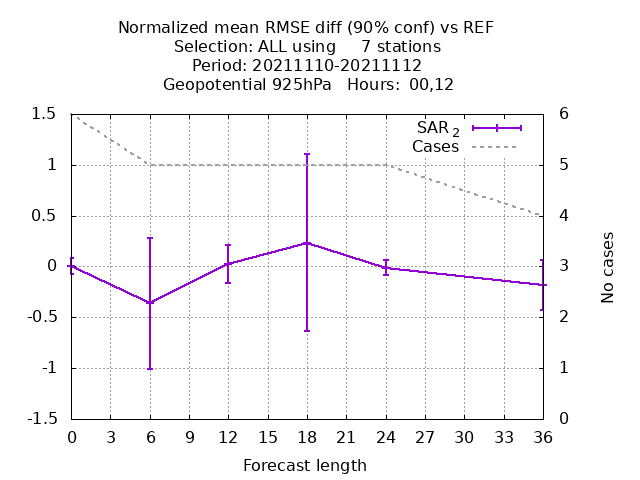 Normalized mean RMSE diff (90% conf) vs REF
Selection: ALL using     7 stations
Period: 20211110-20211112
Geopotential 925hPa   Hours:  00,12
1.5
1
0.5
0
-0.5
-1
-1.5
6
5
4
3
2
1
0
SAR 2
Cases
No cases
0 3 6 9 12 15 18 21 24 27 30 33 36
Forecast length